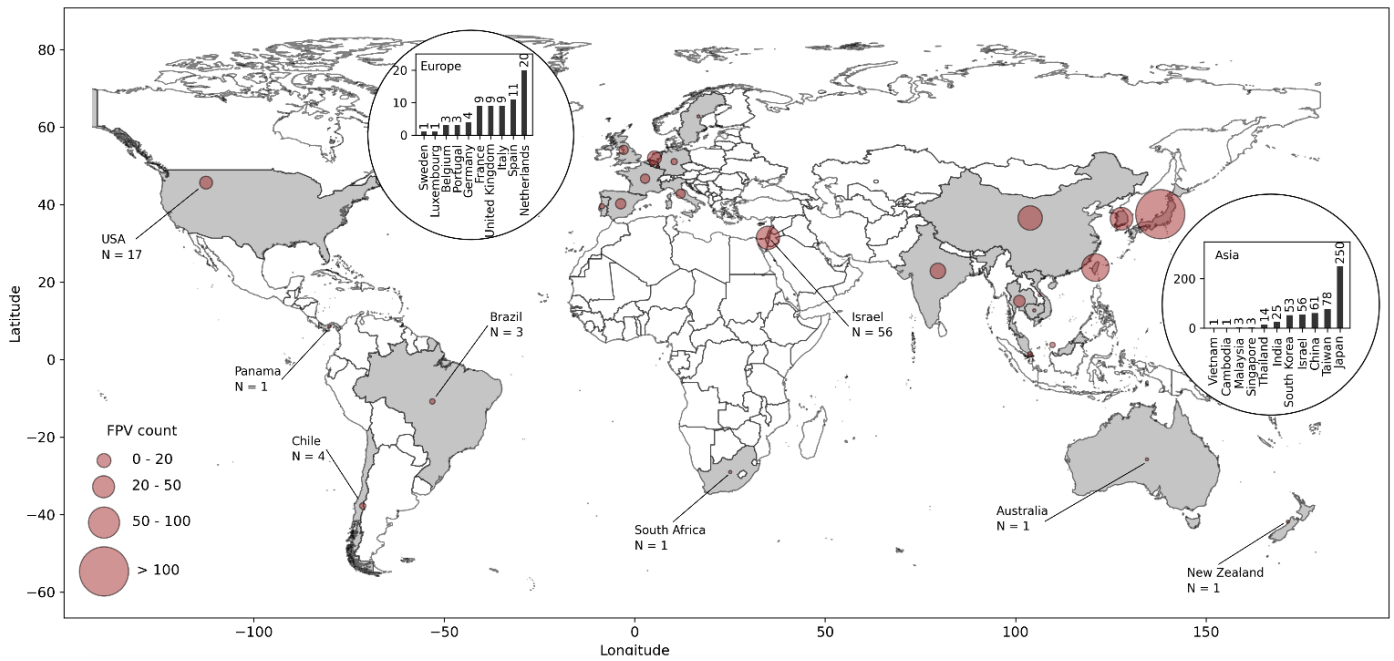 80
60
40
20
0
−20
−40
−60
Latitude
−100
−50
0
50
100
150
Longitude
Europe
20
10
0
1
1
3
3
4
9
9
9
11
20
Sweden
Luxembourg
Belgium
Portugal
Germany
France
United Kingdom
Italy
Spain
Netherlands
USA
N = 17
Brazil
N = 3
Panama
N = 1
Chile
N = 4
Israel
N = 56
South Africa
N = 1
Australia
N = 1
New Zealand
N = 1
Asia
200
0
1
1
3
3
14
25
53
56
61
78
250
Vietnam
Cambodia
Malaysia
Singapore
Thailand
India
South Korea
Israel
China
Taiwan
Japan
FPV count
0 - 20
20 - 50
50 - 100
> 100